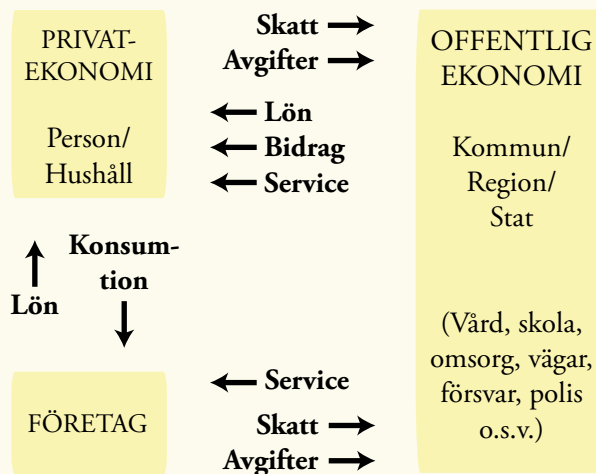 PRIVAT-
EKONOMI
Person/
Hushåll
Skatt
Avgifter
Lön
Bidrag
Service
OFFENTLIG
EKONOMI
Kommun/
Region/
Stat
(Vård, skola,
omsorg, vägar,
försvar, polis
o.s.v.)
Lön
Konsum-
tion
FÖRETAG
Service
Skatt
Avgifter